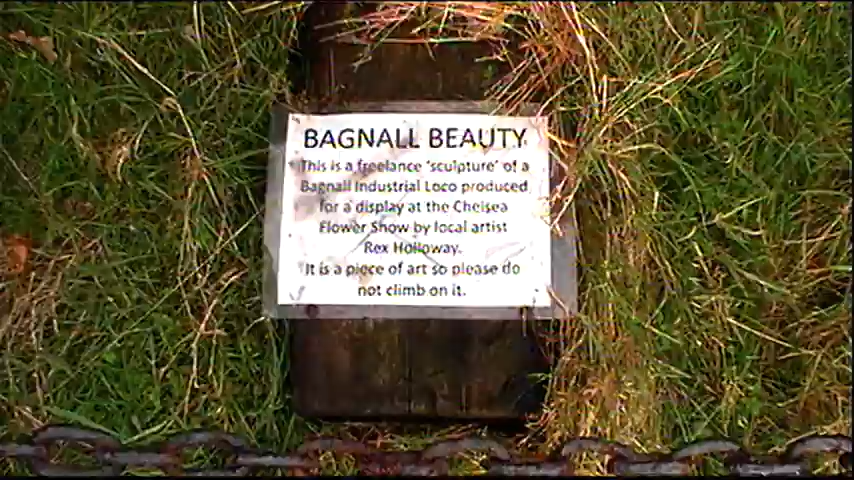 BAGNALL BEAUTY
This is a freelance 'sculpture' of a
Bagnall Industrial Loco produced
for a display at the Chelsea
Flower Show by local artist
Rex Holloway.
It is a piece of art so please do
not climb on it.